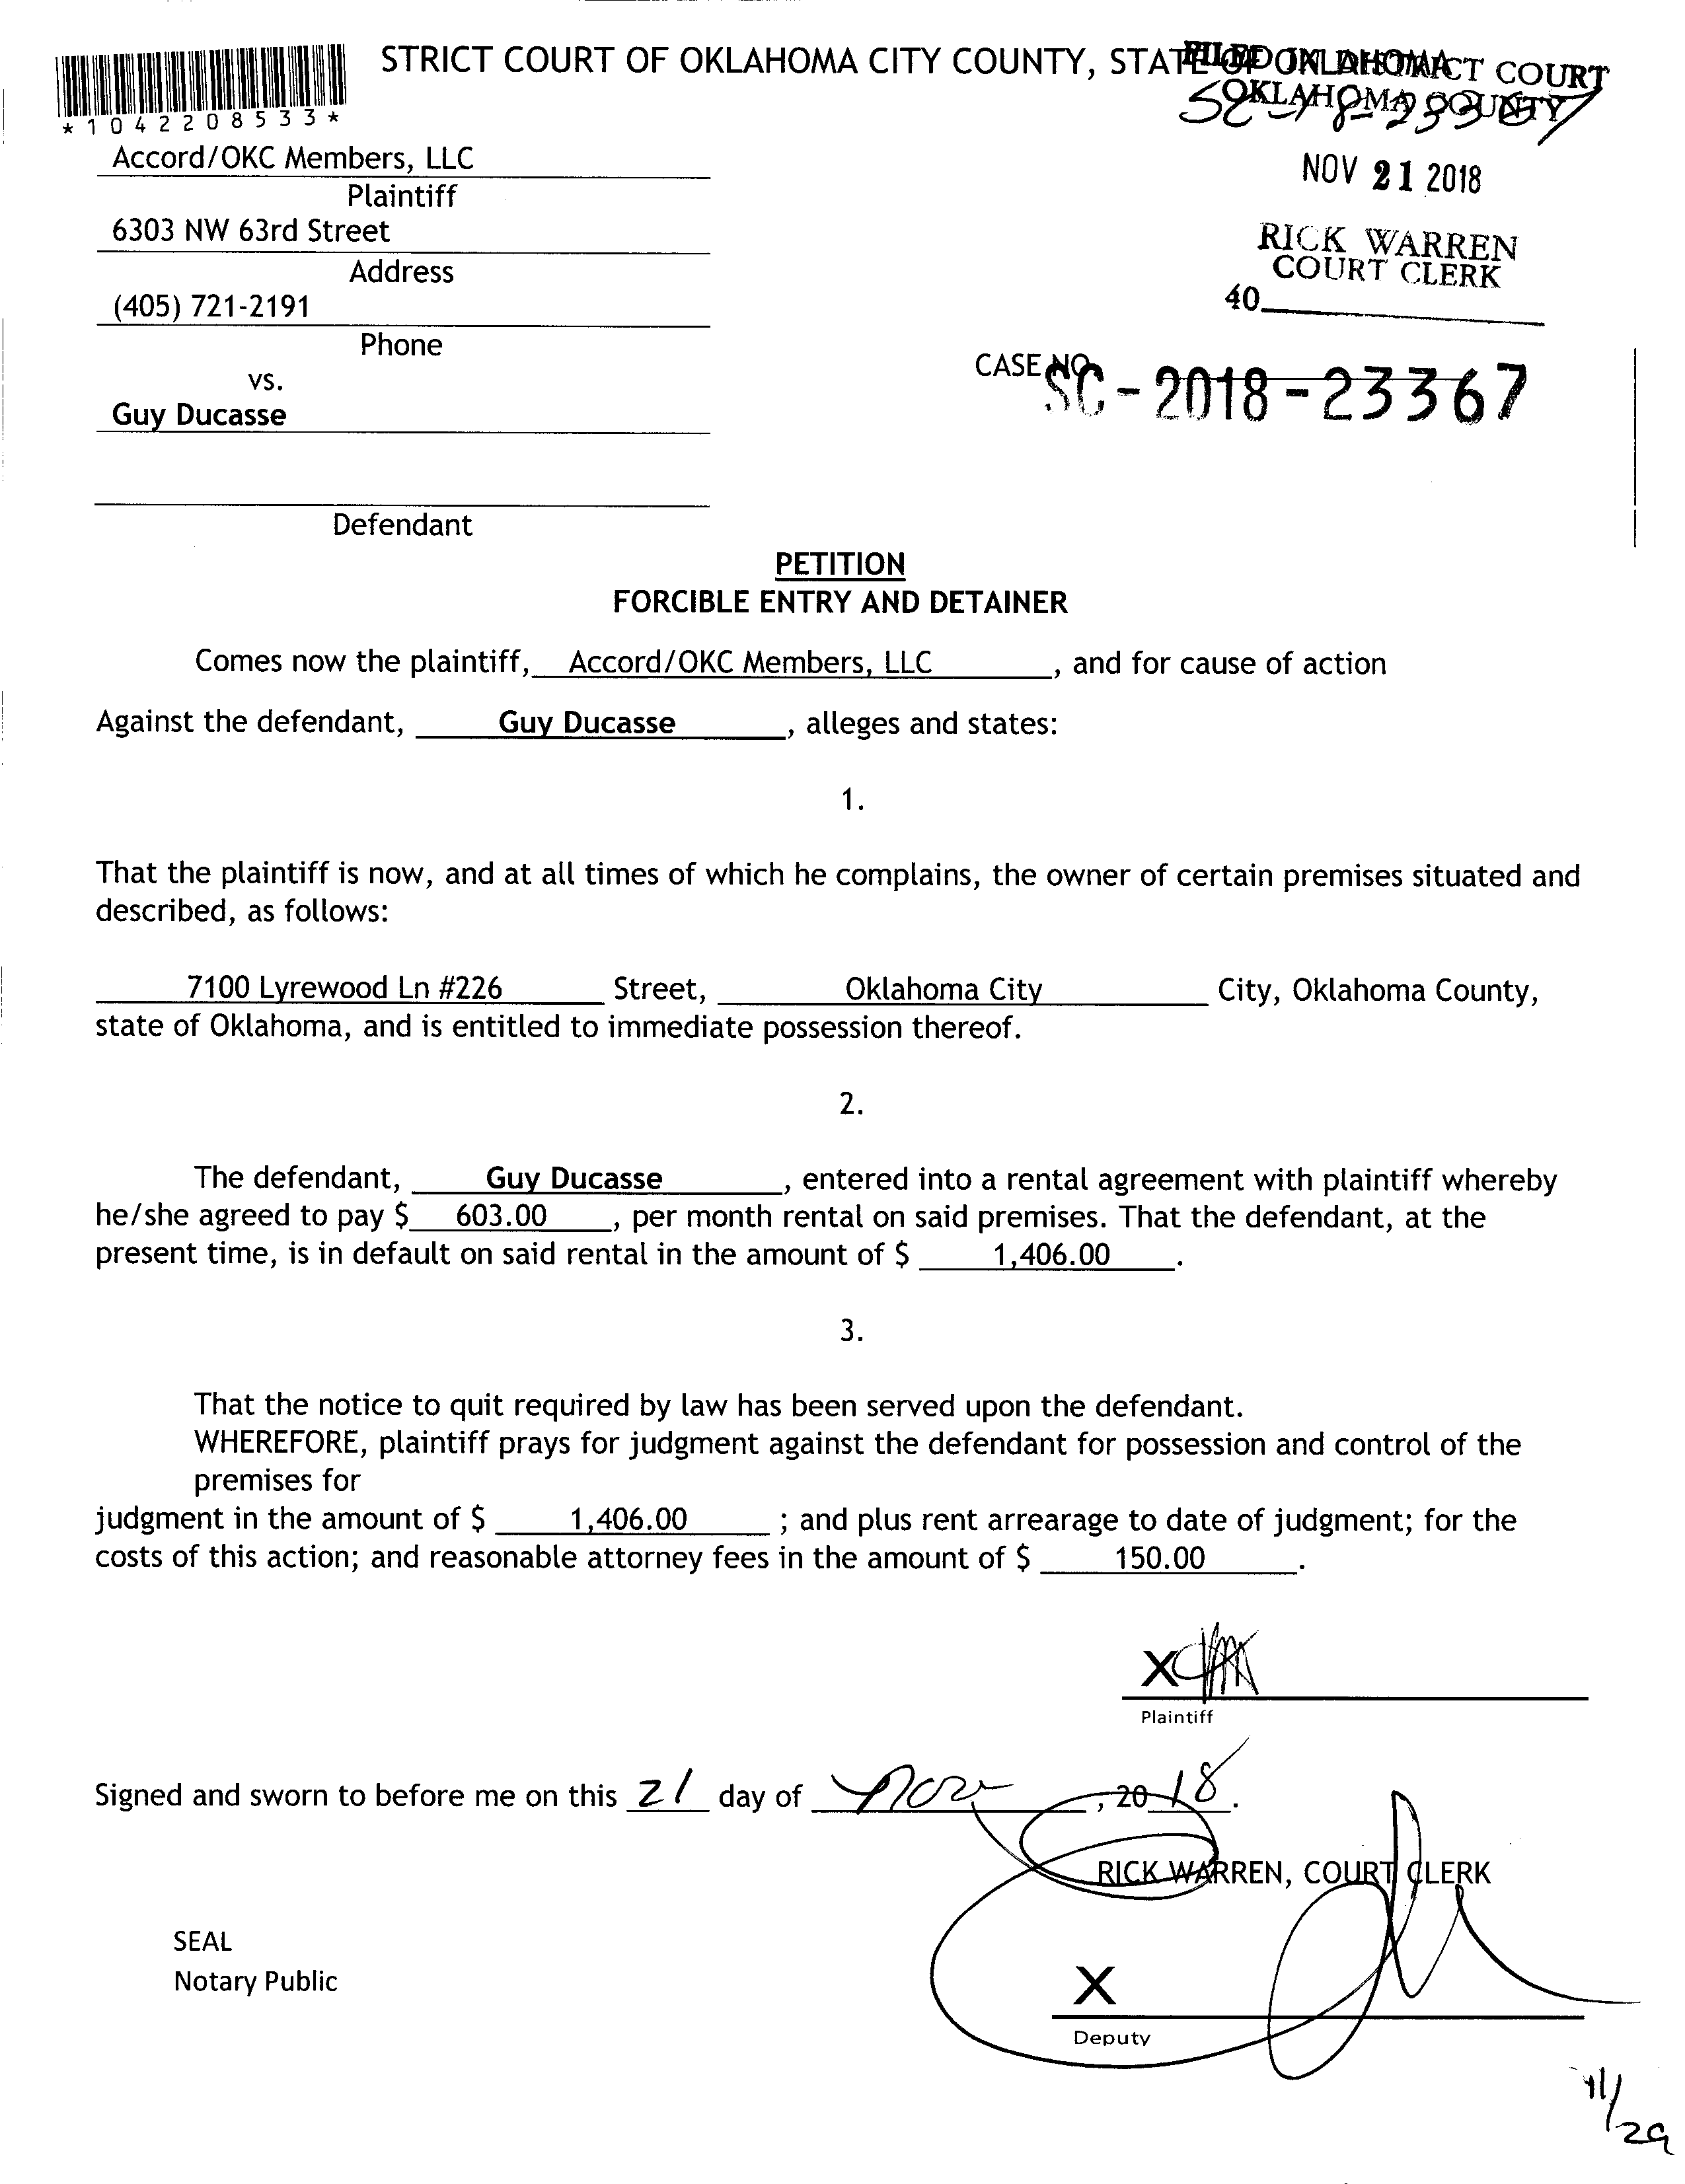 STRICT COURT OF OKLAHOMA CITY COUNTY, STATE OF OKLAHOMA
FILED IN DISTRICT COURT
OKLAHOMA COUNTY
SC-18-23367
*1042208533*
NOV 21 2018
RICK WARREN
COURT CLERK
40
Accord/OKC Members, LLC
Plaintiff
6303 NW 63rd Street
Address
(405) 721-2191
Phone
vs.
CASE NO.
SC-2018-23367
Guy Ducasse
Defendant
PETITION
FORCIBLE ENTRY AND DETAINER
Comes now the plaintiff, Accord/OKC Members, LLC, and for cause of action
Against the defendant, Guy Ducasse, alleges and states:
1.
That the plaintiff is now, and at all times of which he complains, the owner of certain premises situated and
described, as follows:
7100 Lyrewood Ln #226 Street, Oklahoma City City, Oklahoma County,
state of Oklahoma, and is entitled to immediate possession thereof.
2.
The defendant, Guy Ducasse, entered into a rental agreement with plaintiff whereby
he/she agreed to pay $ 603.00, per month rental on said premises. That the defendant, at the
present time, is in default on said rental in the amount of $ 1,406.00.
3.
That the notice to quit required by law has been served upon the defendant.
WHEREFORE, plaintiff prays for judgment against the defendant for possession and control of the
premises for
judgment in the amount of $ 1,406.00 ; and plus rent arrearage to date of judgment; for the
costs of this action; and reasonable attorney fees in the amount of $ 150.00.
X
Plaintiff
Signed and sworn to before me on this 21 day of Nov, 20 18.
RICK WARREN, COURT CLERK
SEAL
Notary Public
X
Deputy
11/29